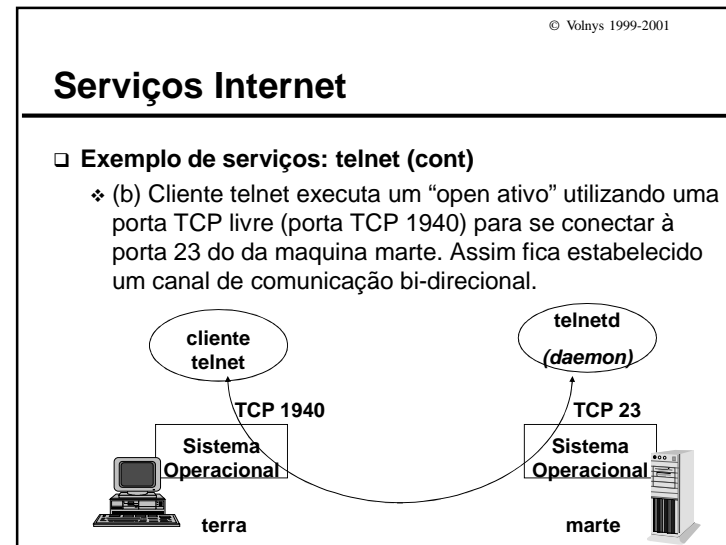 © Volnys 1999-2001
Serviços Internet
❑ Exemplo de serviços: telnet (cont)
❖ (b) Cliente telnet executa um “open ativo” utilizando uma
porta TCP livre (porta TCP 1940) para se conectar à
porta 23 do da maquina marte. Assim fica estabelecido
um canal de comunicação bi-direcional.
cliente
telnet
telnetd
(daemon)
TCP 1940
TCP 23
Sistema
Operacional
Sistema
Operacional
terra
marte